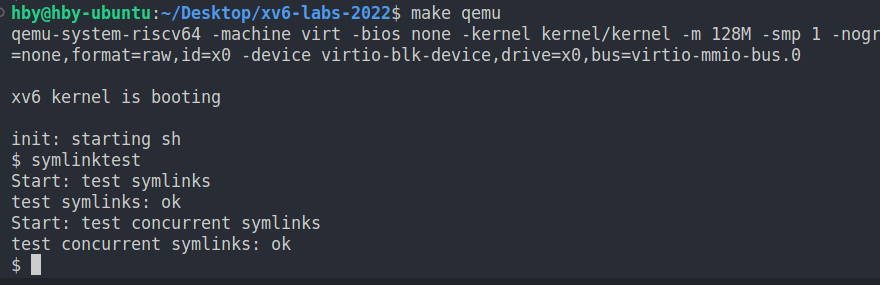 hby@hby-ubuntu:~/Desktop/xv6-labs-2022$ make qemu
qemu-system-riscv64 -machine virt -bios none -kernel kernel/kernel -m 128M -smp 1 -nogr
=none,format=raw,id=x0 -device virtio-blk-device,drive=x0,bus=virtio-mmio-bus.0
xv6 kernel is booting
init: starting sh
$ symlinktest
Start: test symlinks
test symlinks: ok
Start: test concurrent symlinks
test concurrent symlinks: ok
$